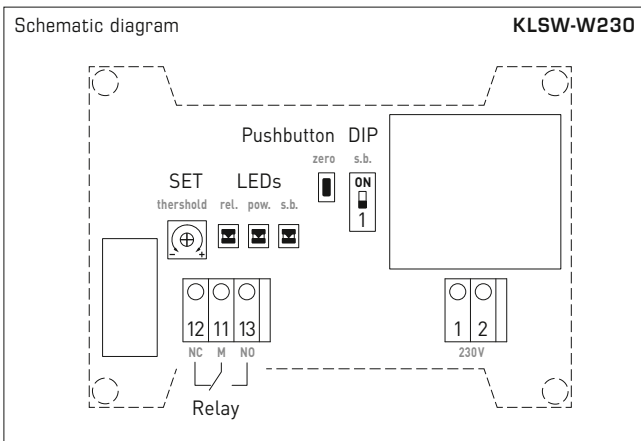 Schematic diagram KLSW-W230
Pushbutton DIP
zero s.b.
SET LEDs
ON
thershold rel. pow. s.b.
1
- +
12 11 13
1 2
NC M NO
230V
Relay